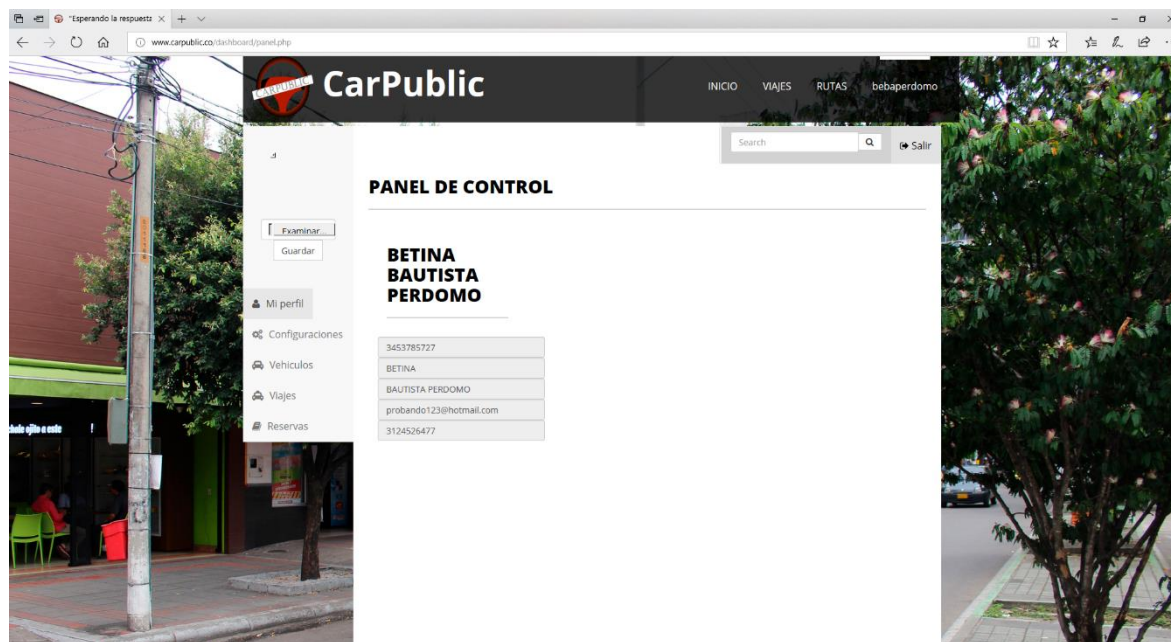 "Esperando la respuesta
www.carpublic.co/dashboard/panel.php
CARPUBLIC
CarPublic
INICIO VIAJES RUTAS bebaperdomo
Search
Salir
PANEL DE CONTROL
Examinar...
Guardar
BETINA
BAUTISTA
PERDOMO
Mi perfil
Configuraciones
Vehiculos
Viajes
Reservas
3453785727
BETINA
BAUTISTA PERDOMO
probando123@hotmail.com
3124526477
ojito a este